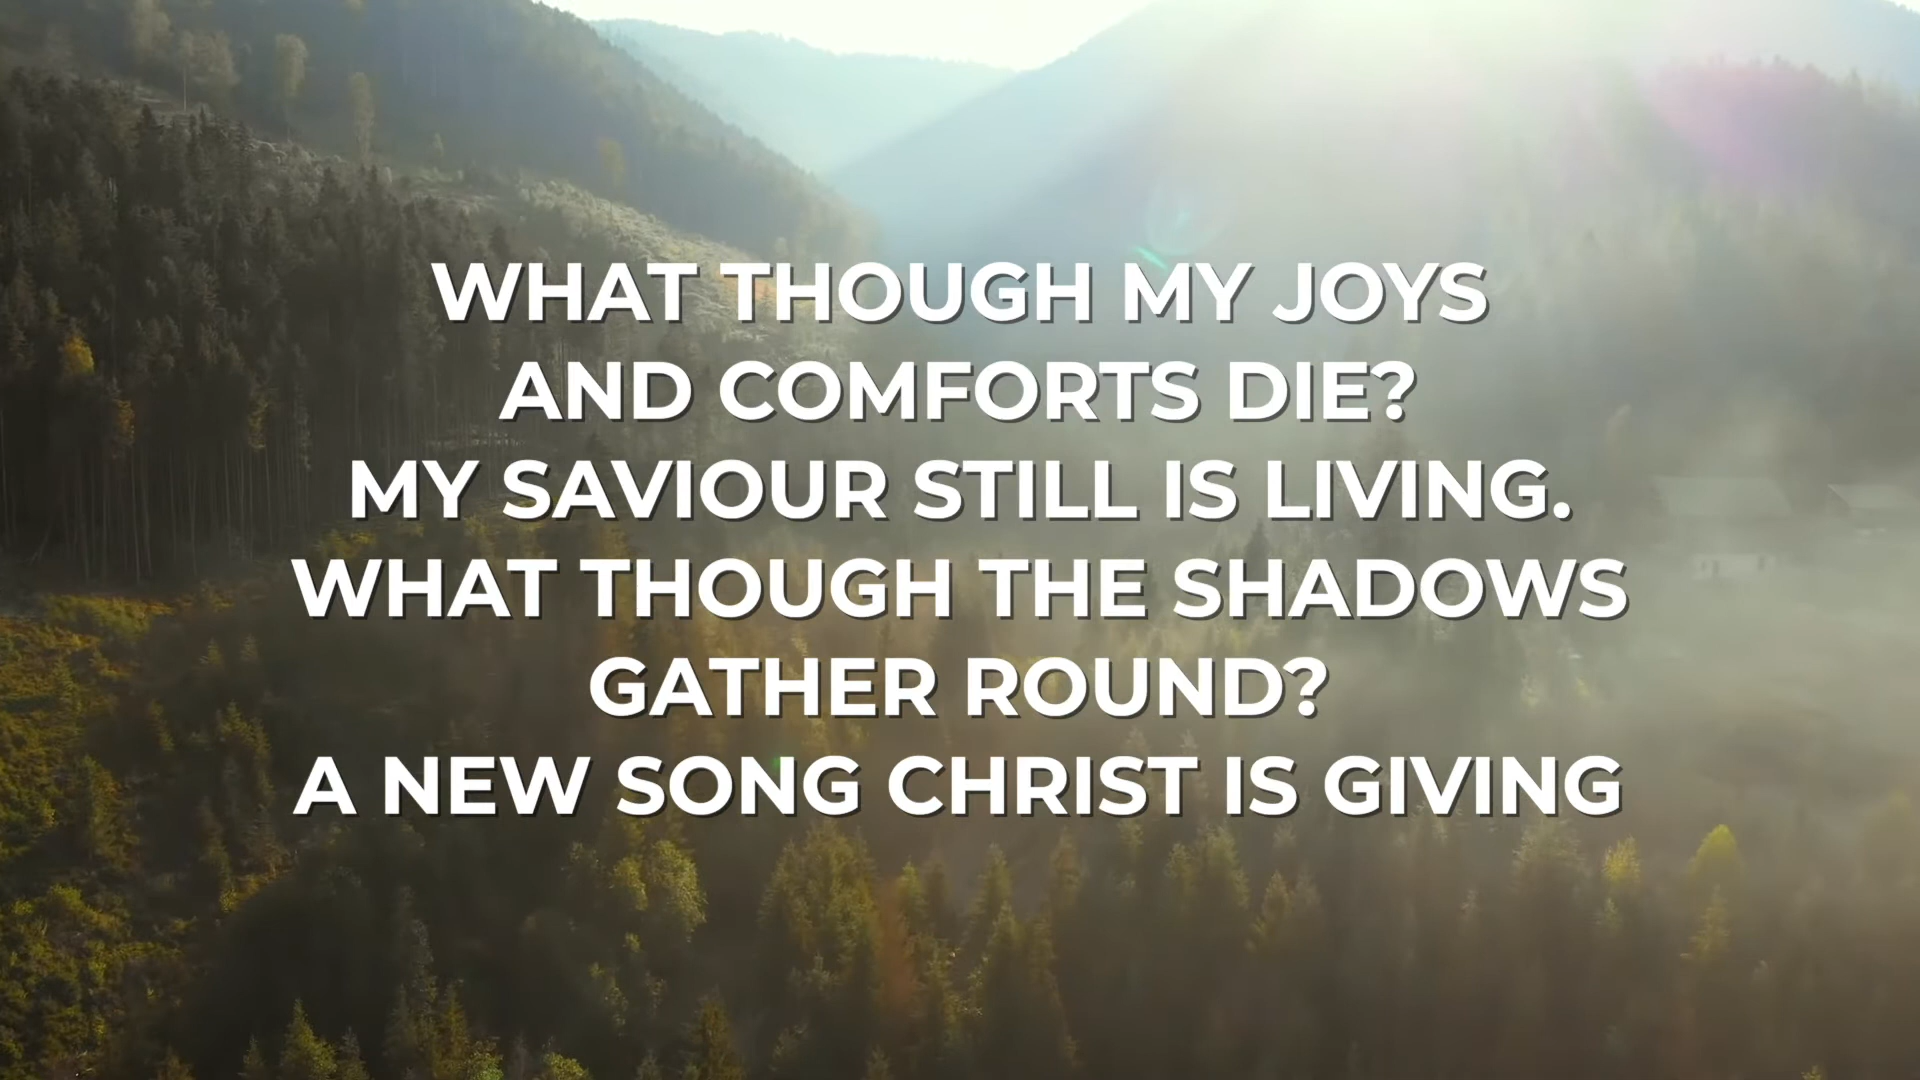 WHAT THOUGH MY JOYS
AND COMFORTS DIE?
MY SAVIOUR STILL IS LIVING.
WHAT THOUGH THE SHADOWS
GATHER ROUND?
A NEW SONG CHRIST IS GIVING